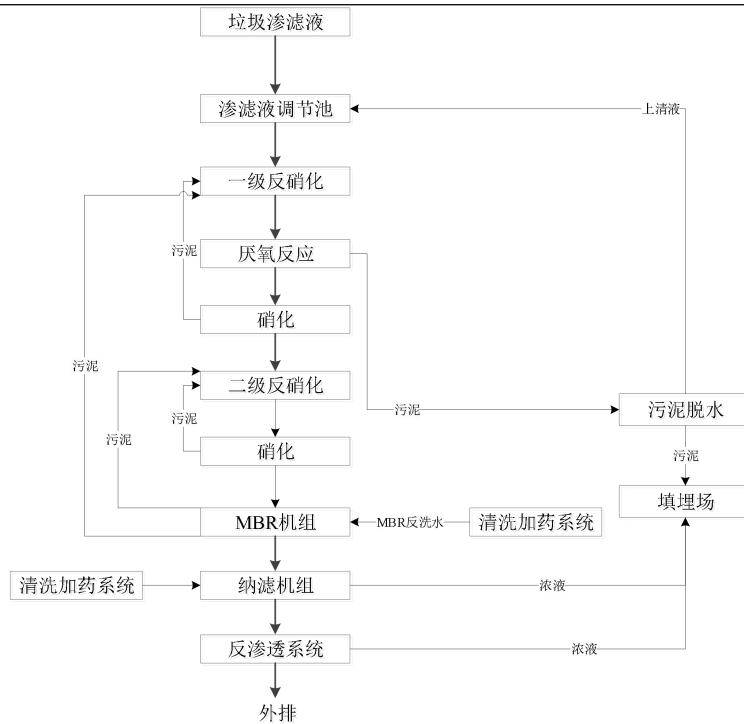 垃圾渗滤液
渗滤液调节池
上清液
一级反硝化
污泥
厌氧反应
硝化
污泥
二级反硝化
污泥
污泥
污泥
污泥脱水
硝化
污泥
填埋场
MBR机组
MBR反洗水
清洗加药系统
清洗加药系统
纳滤机组
浓液
反渗透系统
浓液
外排